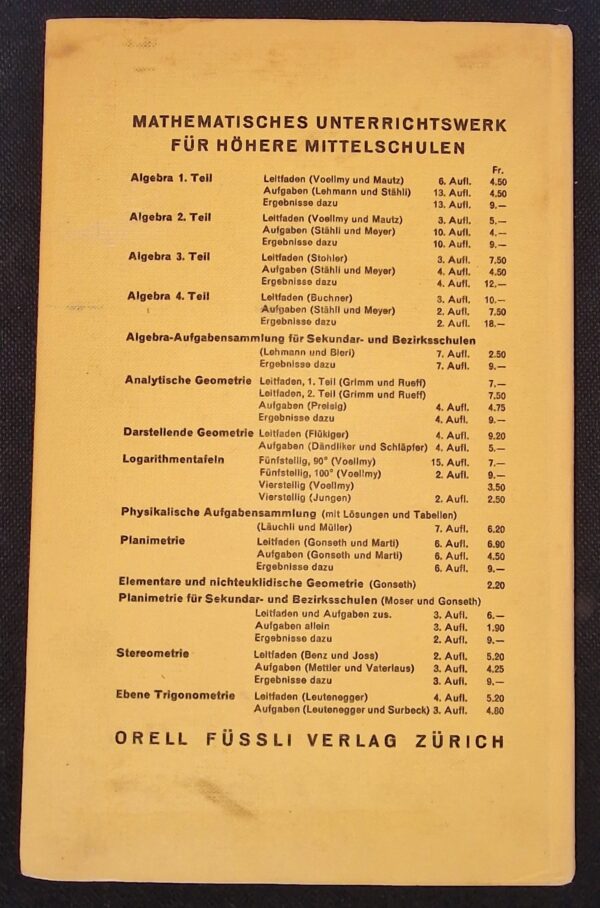 MATHEMATISCHES UNTERRICHTSWERK
FÜR HÖHERE MITTELSCHULEN
Fr.
Algebra 1. Teil Leitfaden (Voellmy und Mautz) 6. Aufl. 4.50
Aufgaben (Lehmann und Stähli) 13. Aufl. 4.50
Ergebnisse dazu 13. Aufl. 9.—
Algebra 2. Teil Leitfaden (Voellmy und Mautz) 3. Aufl. 5.—
Aufgaben (Stähli und Meyer) 10. Aufl. 4.—
Ergebnisse dazu 10. Aufl. 9.—
Algebra 3. Teil Leitfaden (Stohler) 3. Aufl. 7.50
Aufgaben (Stähli und Meyer) 4. Aufl. 4.50
Ergebnisse dazu 4. Aufl. 12.—
Algebra 4. Teil Leitfaden (Buchner) 3. Aufl. 10.—
Aufgaben (Stähli und Meyer) 2. Aufl. 7.50
Ergebnisse dazu 2. Aufl. 18.—
Algebra-Aufgabensammlung für Sekundar- und Bezirksschulen
(Lehmann und Bieri) 7. Aufl. 2.50
Ergebnisse dazu 7. Aufl. 9.—
Analytische Geometrie Leitfaden, 1. Teil (Grimm und Rueff) 7.—
Leitfaden, 2. Teil (Grimm und Rueff) 7.50
Aufgaben (Preisig) 4. Aufl. 4.75
Ergebnisse dazu 4. Aufl. 9.—
Darstellende Geometrie Leitfaden (Flükiger) 4. Aufl. 9.20
Aufgaben (Dändliker und Schläpfer) 4. Aufl. 5.—
Logarithmentafeln Fünfstellig, 90° (Voellmy) 15. Aufl. 7.—
Fünfstellig, 100° (Voellmy) 2. Aufl. 9.—
Vierstellig (Voellmy) 3.50
Vierstellig (Jungen) 2. Aufl. 2.50
Physikalische Aufgabensammlung (mit Lösungen und Tabellen)
(Läuchli und Müller) 7. Aufl. 6.20
Planimetrie Leitfaden (Gonseth und Marti) 6. Aufl. 6.90
Aufgaben (Gonseth und Marti) 6. Aufl. 4.50
Ergebnisse dazu 6. Aufl. 9.—
Elementare und nichteuklidische Geometrie (Gonseth) 2.20
Planimetrie für Sekundar- und Bezirksschulen (Moser und Gonseth)
Leitfaden und Aufgaben zus. 3. Aufl. 6.—
Aufgaben allein 3. Aufl. 1.90
Ergebnisse dazu 2. Aufl. 9.—
Stereometrie Leitfaden (Benz und Joss) 2. Aufl. 5.20
Aufgaben (Mettler und Vaterlaus) 3. Aufl. 4.25
Ergebnisse dazu 3. Aufl. 9.—
Ebene Trigonometrie Leitfaden (Leutenegger) 4. Aufl. 5.20
Aufgaben (Leutenegger und Surbeck) 3. Aufl. 4.80
ORELL FÜSSLI VERLAG ZÜRICH